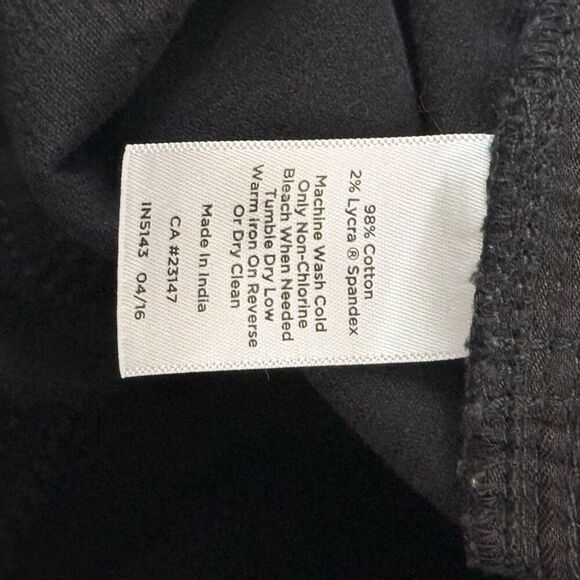 98% Cotton
2% Lycra ® Spandex
Machine Wash Cold
Only Non-Chlorine
Bleach When Needed
Tumble Dry Low
Warm Iron On Reverse
Or Dry Clean
Made In India
CA #23147
IN5143 04/16